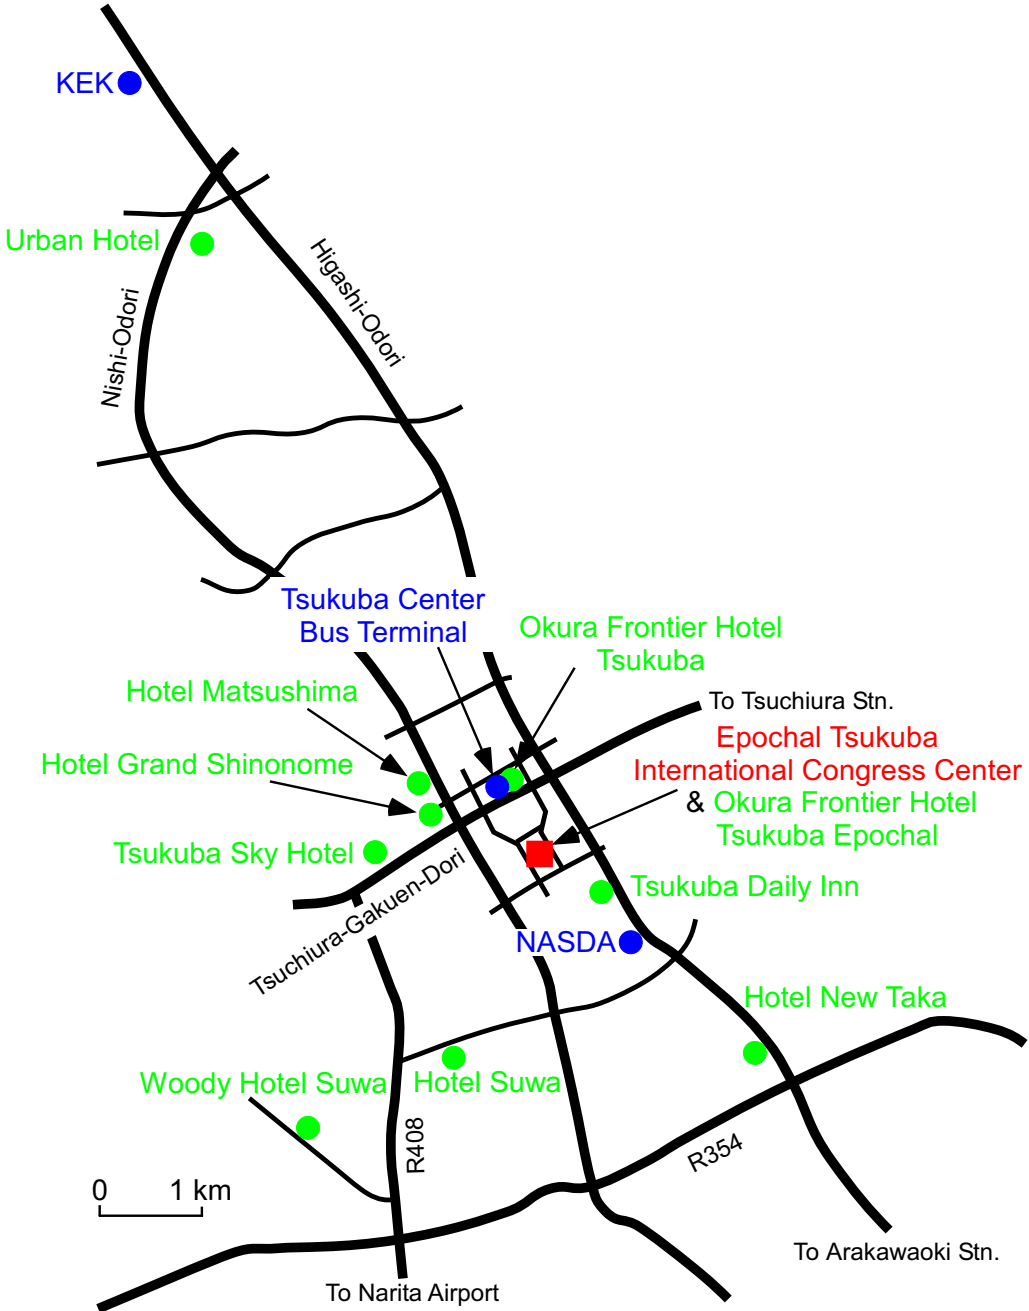 KEK
Urban Hotel
Higashi-Odori
Nishi-Odori
Tsukuba Center
Bus Terminal
Okura Frontier Hotel
Tsukuba
Hotel Matsushima
To Tsuchiura Stn.
Epochal Tsukuba
International Congress Center
& Okura Frontier Hotel
Tsukuba Epochal
Hotel Grand Shinonome
Tsukuba Sky Hotel
Tsuchiura-Gakuen-Dori
Tsukuba Daily Inn
NASDA
Hotel New Taka
Woody Hotel Suwa
Hotel Suwa
R408
R354
0 1 km
To Arakawaoki Stn.
To Narita Airport